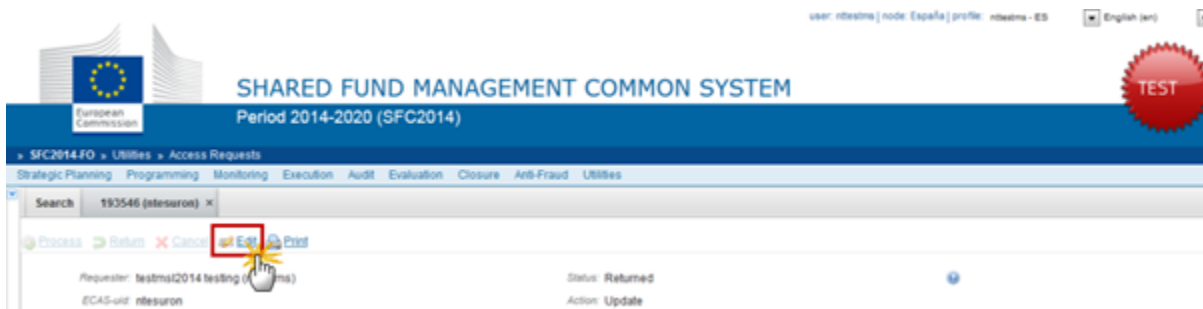 user: nttestms | node: España | profile: nttestms - ES English (en)
SHARED FUND MANAGEMENT COMMON SYSTEM
TEST
European
Commission
Period 2014-2020 (SFC2014)
» SFC2014-FO » Utilities » Access Requests
Strategic Planning Programming Monitoring Execution Audit Evaluation Closure Anti-Fraud Utilities
Search 193546 (ntesuron) ×
Process Return Cancel Edit Print
Requester: testmsl2014 testing Status: Returned
ECAS-uid: ntesuron Action: Update